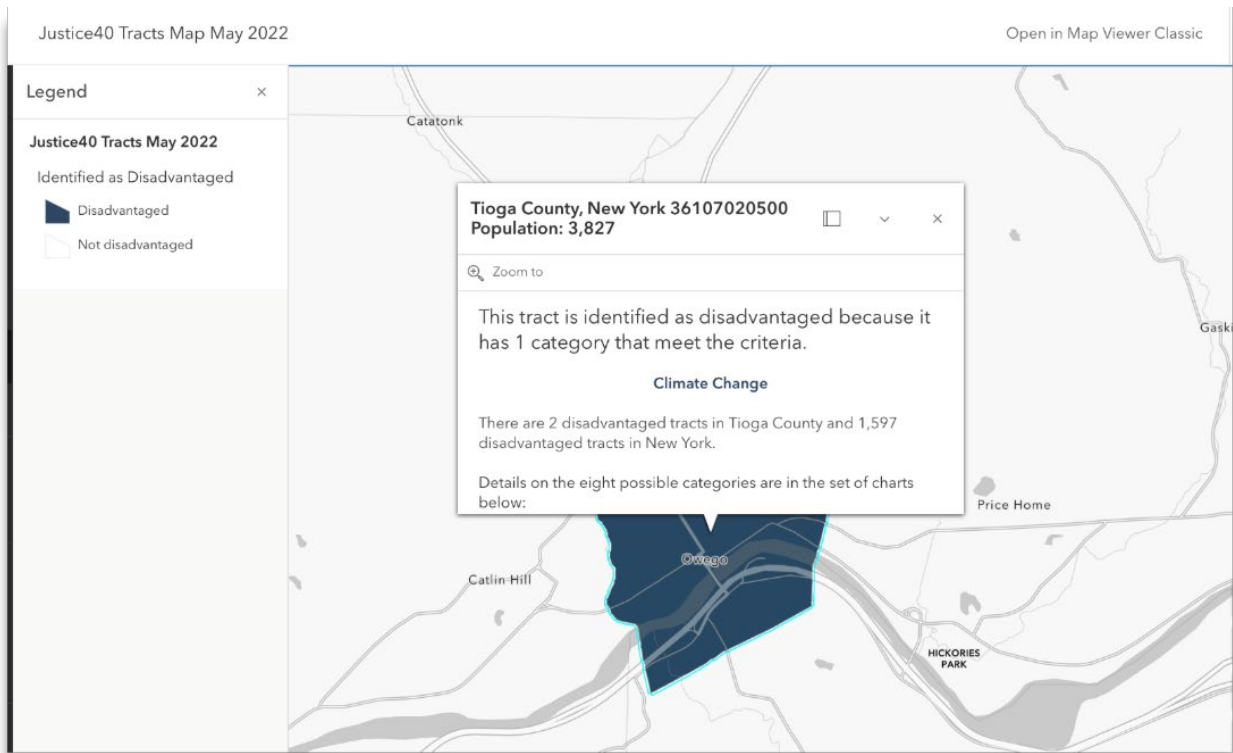 Justice40 Tracts Map May 2022
Open in Map Viewer Classic
Legend
Justice40 Tracts May 2022
Identified as Disadvantaged
Disadvantaged
Not disadvantaged
Catatonk
Tioga County, New York 36107020500
Population: 3,827
Zoom to
This tract is identified as disadvantaged because it
has 1 category that meet the criteria.
Climate Change
There are 2 disadvantaged tracts in Tioga County and 1,597
disadvantaged tracts in New York.
Details on the eight possible categories are in the set of charts
below:
Gaski
Price Home
Owego
Catlin Hill
HICKORIES
PARK